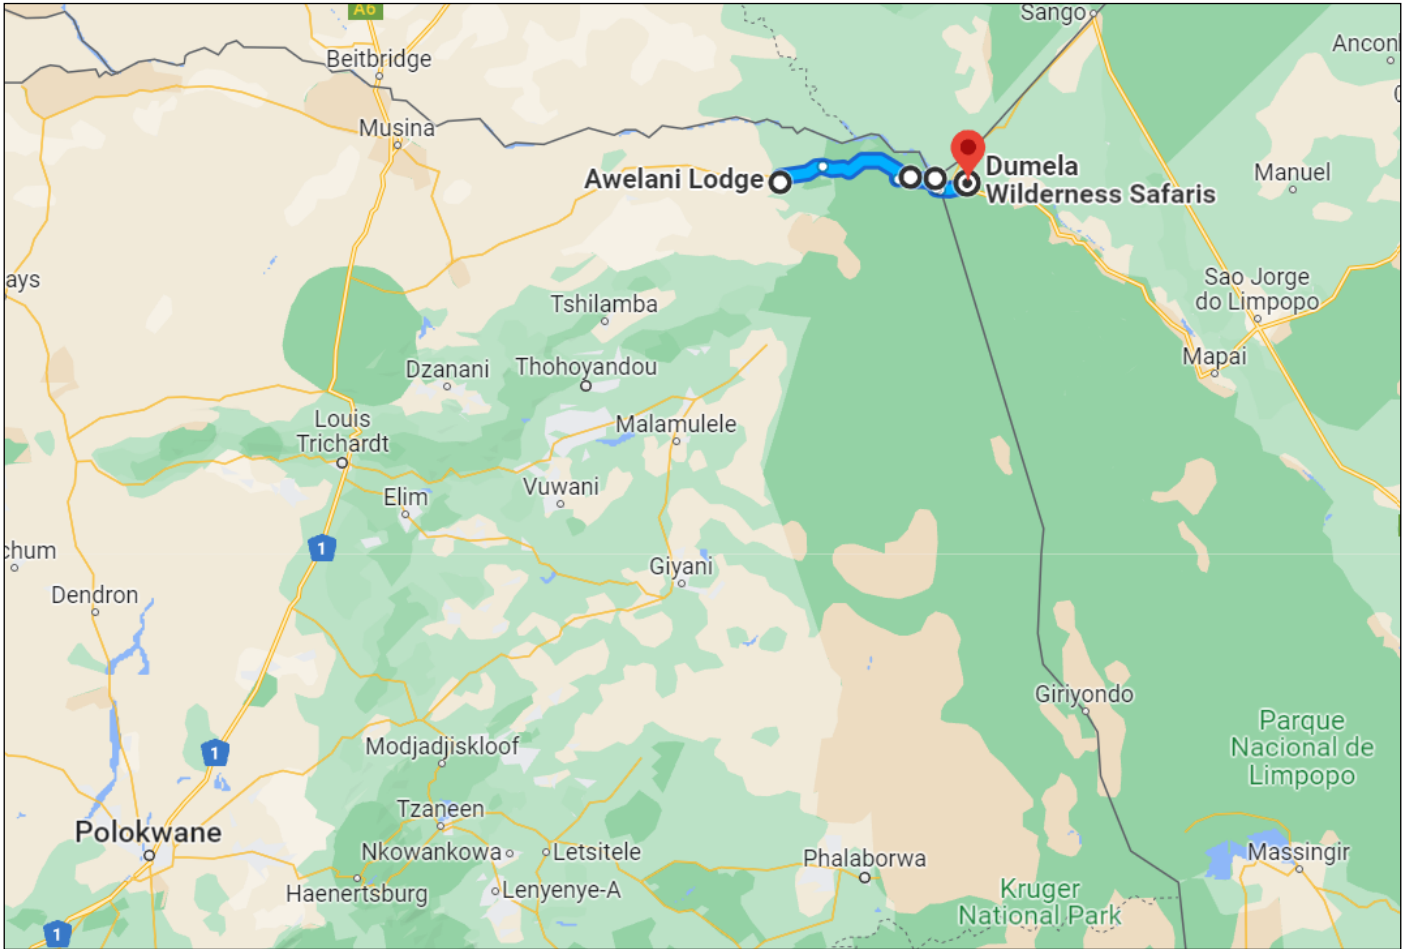 A6
Sango
Beitbridge
Musina
Awelani Lodge
Dumela
Wilderness Safaris
Manuel
ays
Tshilamba
Sao Jorge
do Limpopo
Dzanani
Thohoyandou
Mapai
Louis
Trichardt
Malamulele
Elim
Vuwani
1
chum
Giyani
Dendron
Giriyondo
1
Modjadjiskloof
Parque
Nacional de
Limpopo
Tzaneen
Polokwane
Nkowankowa
Letsitele
Phalaborwa
Massingir
Haenertsburg
Lenyenye-A
Kruger
National Park
1